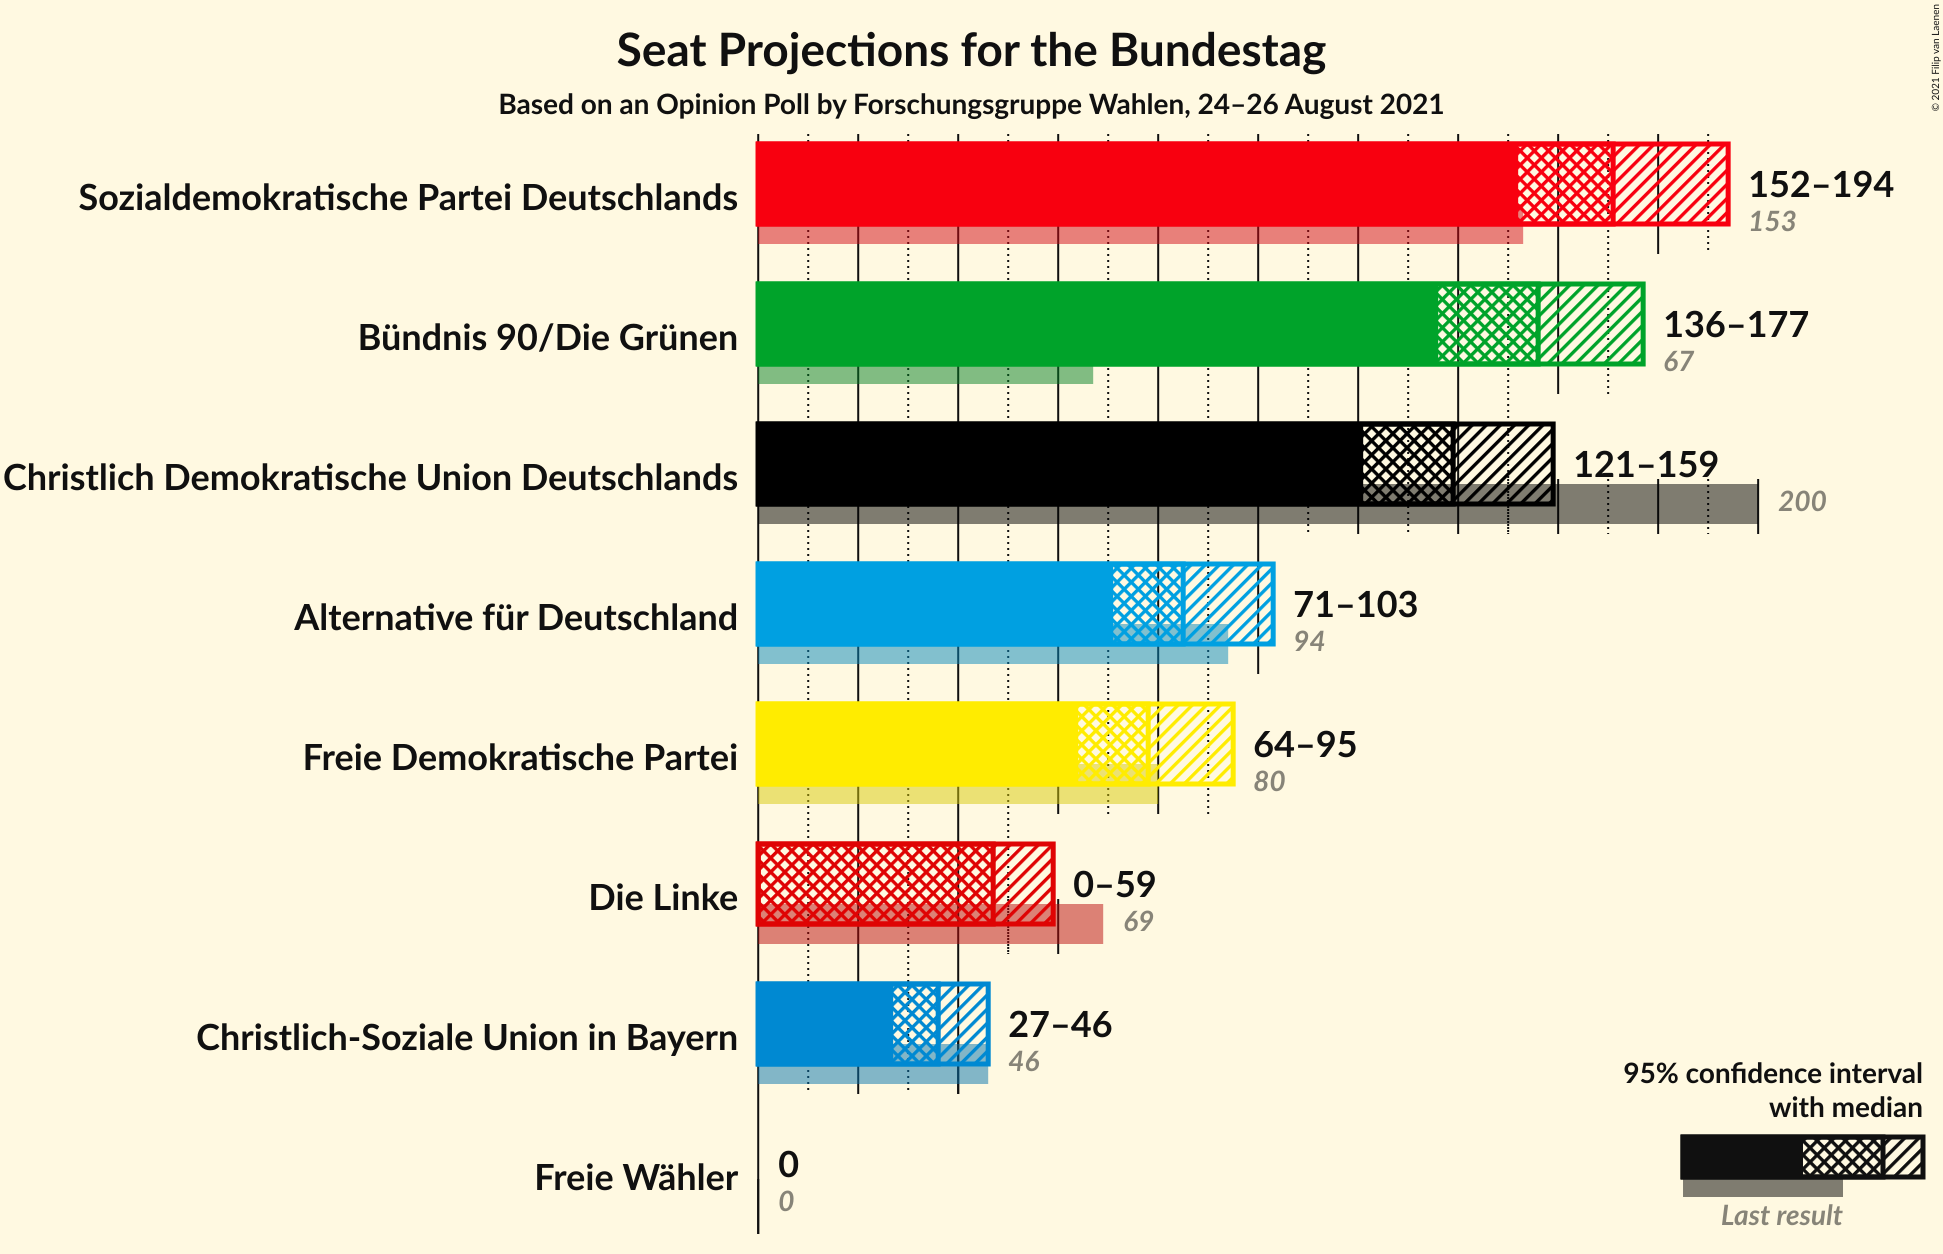 Seat Projections for the Bundestag
Based on an Opinion Poll by Forschungsgruppe Wahlen, 24–26 August 2021
© 2021 Filip van Laenen
Sozialdemokratische Partei Deutschlands
152–194
153
Bündnis 90/Die Grünen
136–177
67
Christlich Demokratische Union Deutschlands
121–159
200
Alternative für Deutschland
71–103
94
Freie Demokratische Partei
64–95
80
Die Linke
0–59
69
Christlich-Soziale Union in Bayern
27–46
46
Freie Wähler
0
0
95% confidence interval
with median
Last result